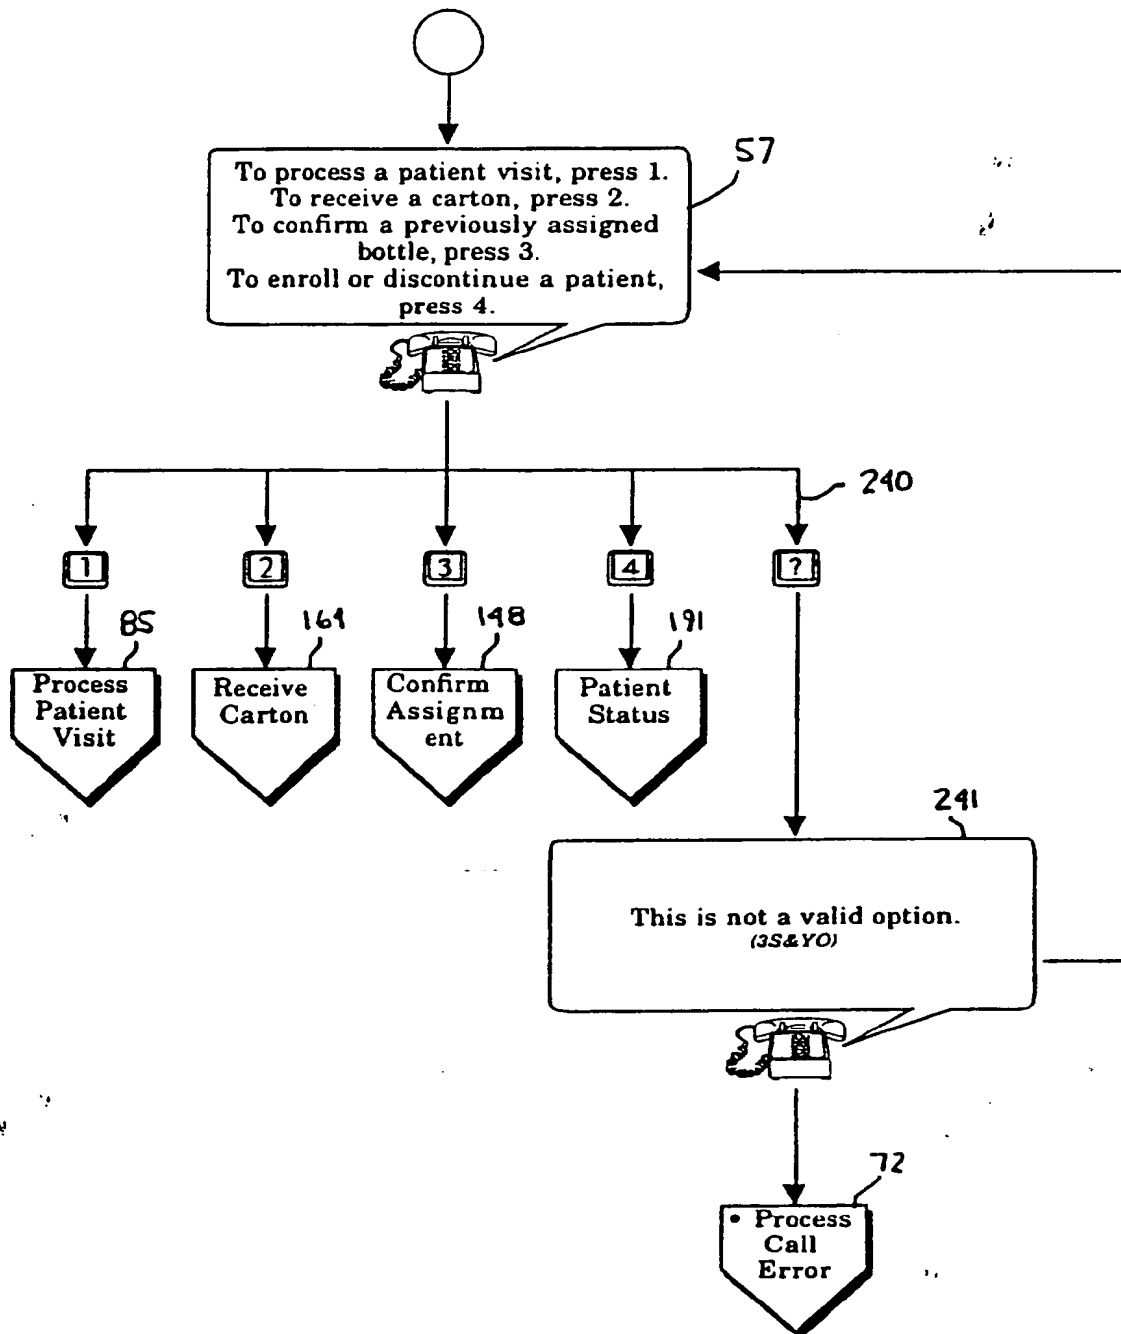 57
To process a patient visit, press 1.
To receive a carton, press 2.
To confirm a previously assigned
bottle, press 3.
To enroll or discontinue a patient,
press 4.
240
1
2
3
4
?
85
164
148
191
Process
Patient
Visit
Receive
Carton
Confirm
Assignm
ent
Patient
Status
241
This is not a valid option.
(3S&YO)
72
• Process
Call
Error